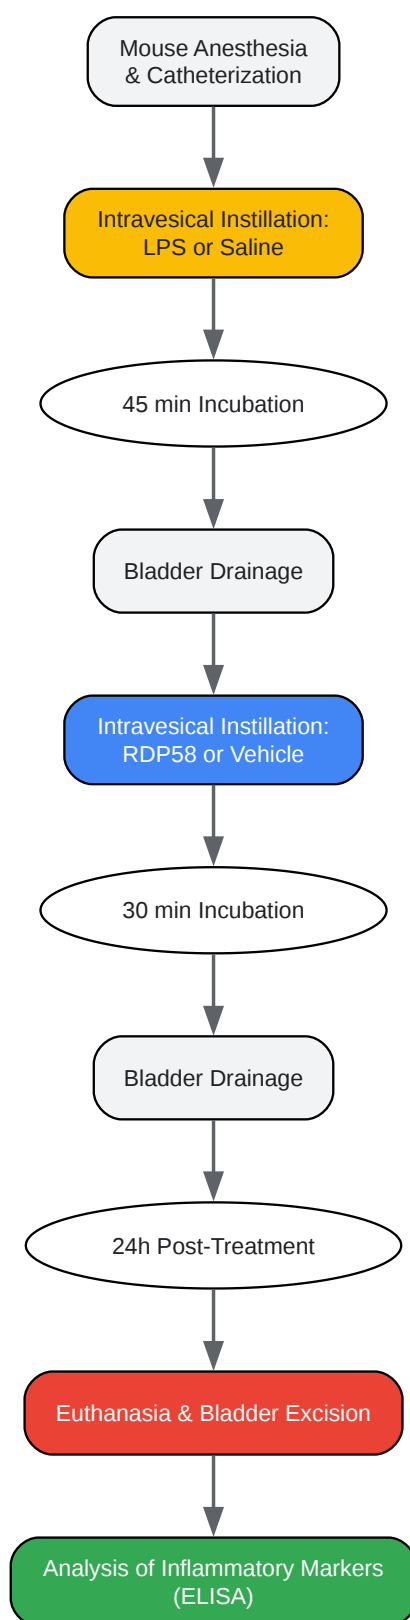 Mouse Anesthesia
& Catheterization
Intravesical Instillation:
LPS or Saline
45 min Incubation
Bladder Drainage
Intravesical Instillation:
RDP58 or Vehicle
30 min Incubation
Bladder Drainage
24h Post-Treatment
Euthanasia & Bladder Excision
Analysis of Inflammatory Markers
(ELISA)